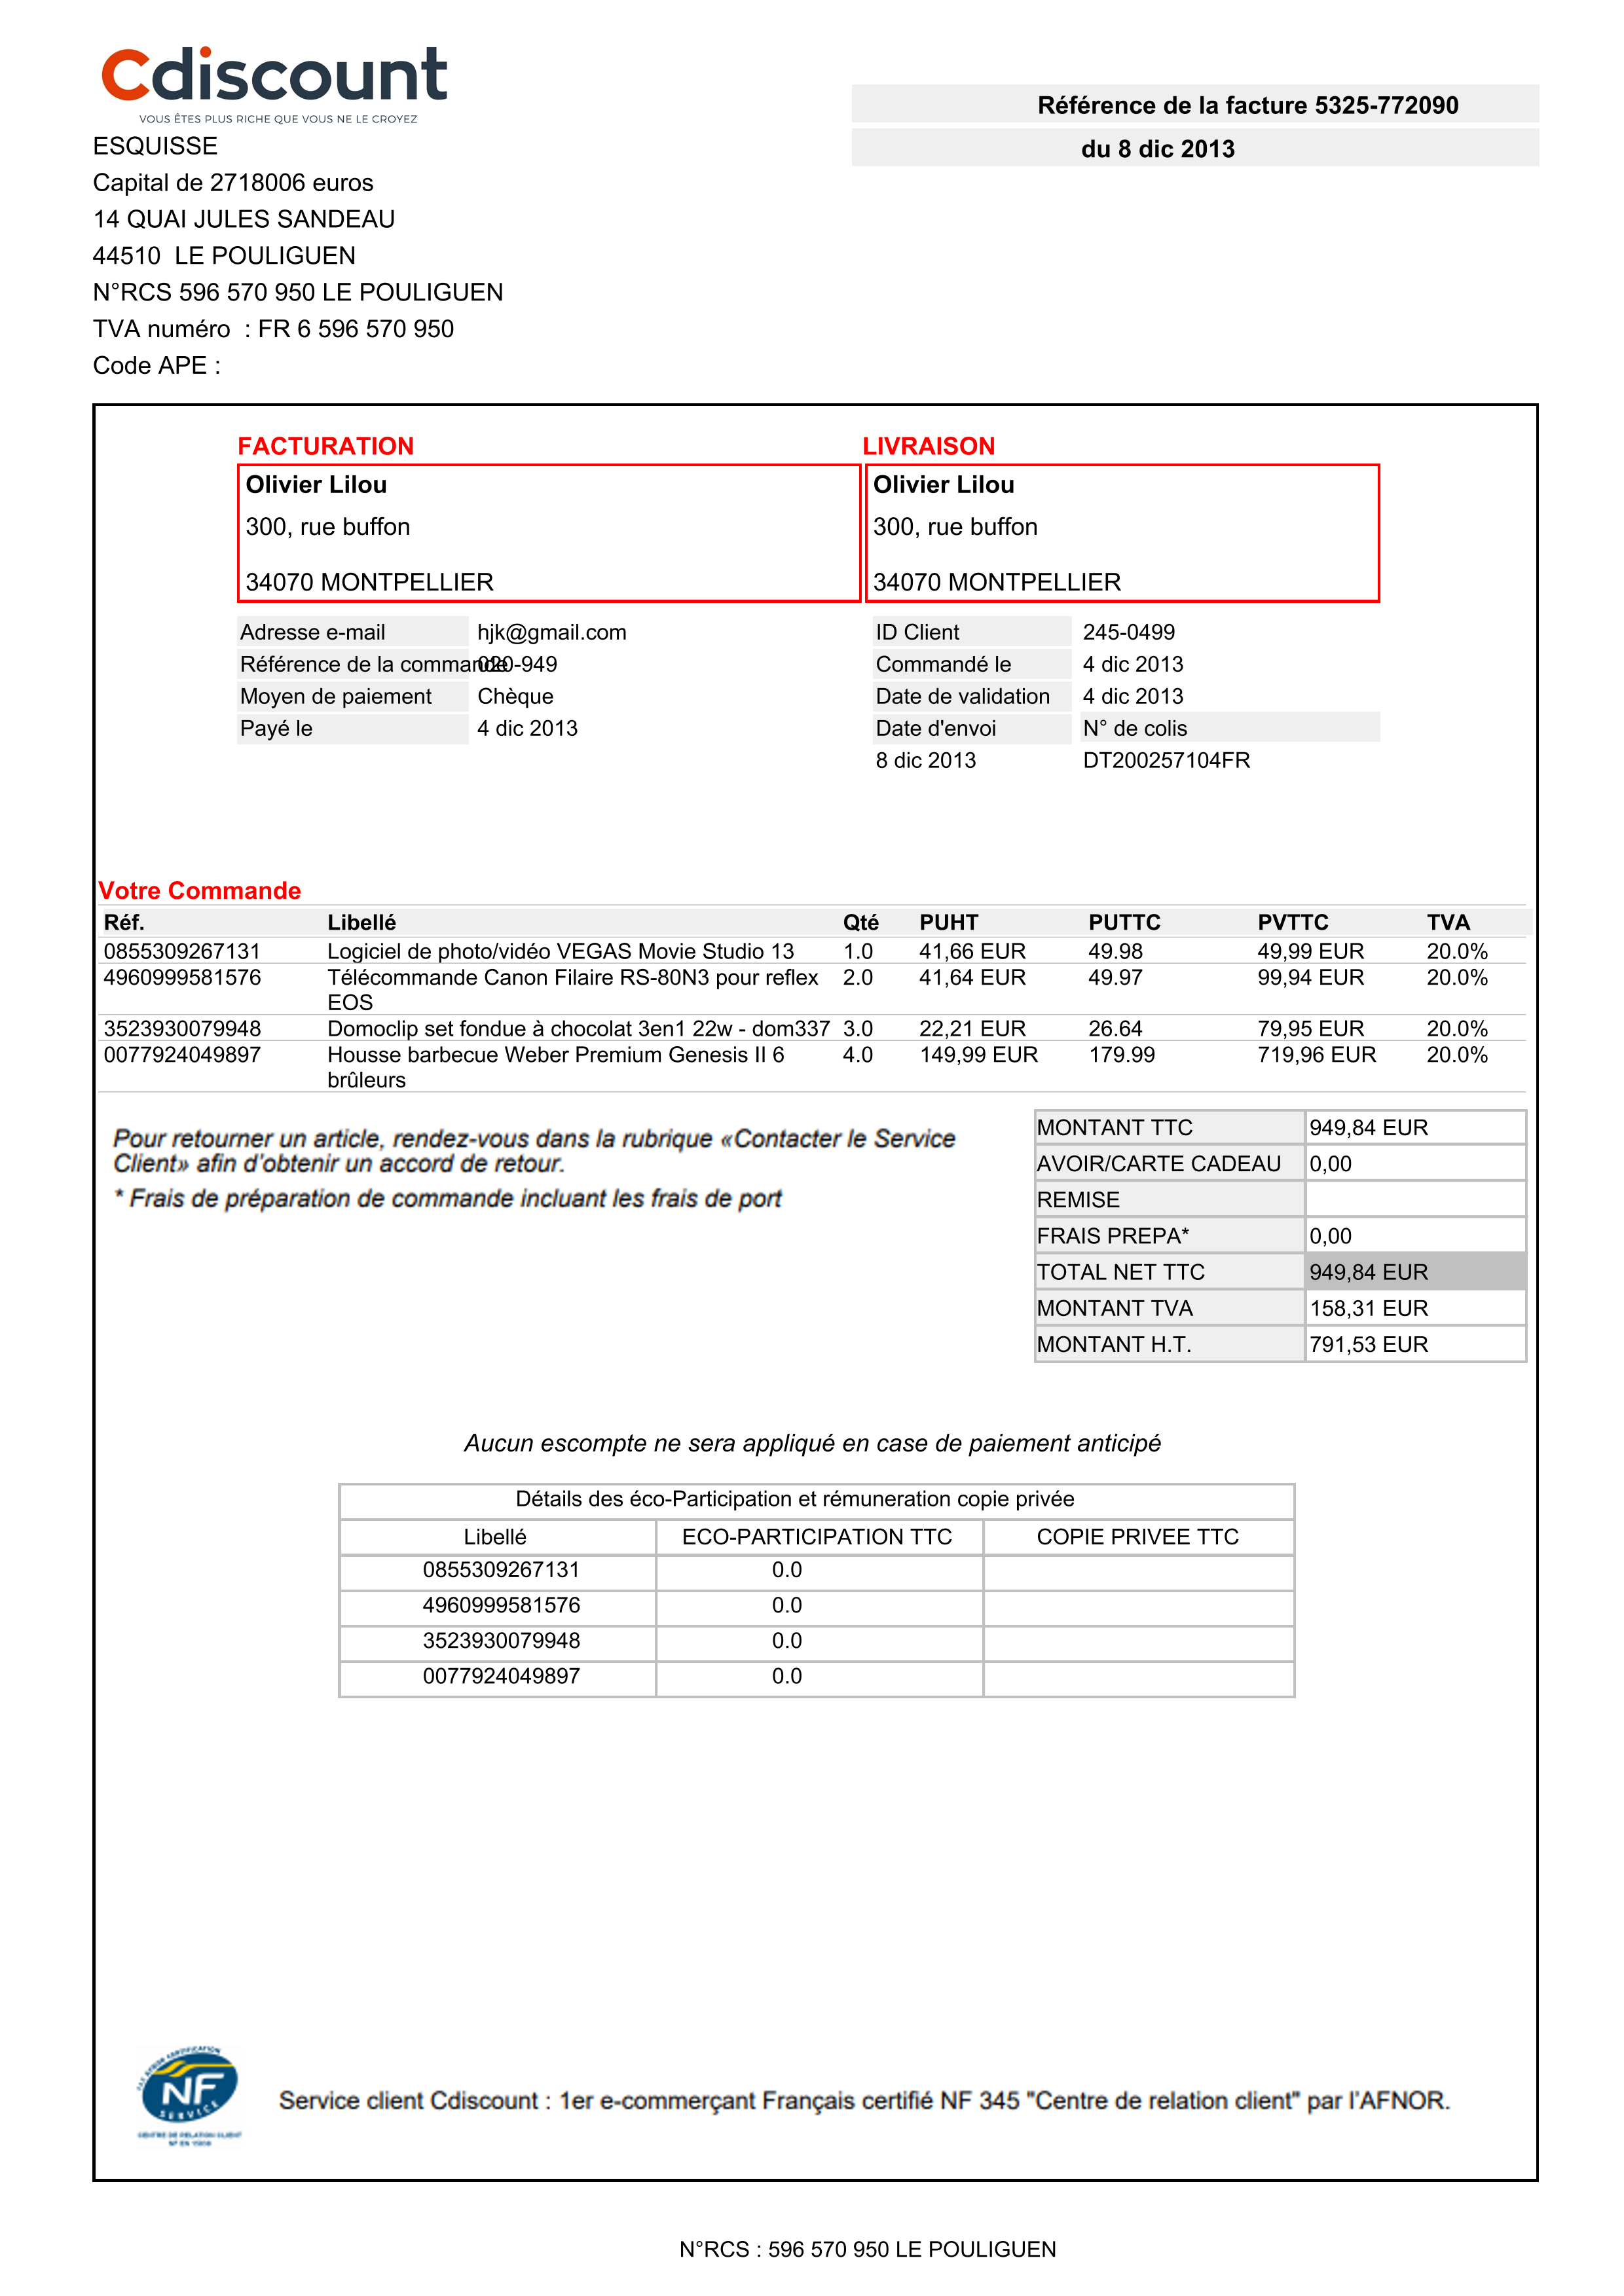 Cdiscount
VOUS ÊTES PLUS RICHE QUE VOUS NE LE CROYEZ
Référence de la facture 5325-772090
du 8 dic 2013
ESQUISSE
Capital de 2718006 euros
14 QUAI JULES SANDEAU
44510 LE POULIGUEN
N°RCS 596 570 950 LE POULIGUEN
TVA numéro : FR 6 596 570 950
Code APE :
FACTURATION LIVRAISON
Olivier Lilou Olivier Lilou
300, rue buffon 300, rue buffon
34070 MONTPELLIER 34070 MONTPELLIER
Adresse e-mail hjk@gmail.com ID Client 245-0499
Référence de la commande 020-949 Commandé le 4 dic 2013
Moyen de paiement Chèque Date de validation 4 dic 2013
Payé le 4 dic 2013 Date d'envoi N° de colis
8 dic 2013 DT200257104FR
Votre Commande
Réf. Libellé Qté PUHT PUTTC PVTTC TVA
0855309267131 Logiciel de photo/vidéo VEGAS Movie Studio 13 1.0 41,66 EUR 49.98 49,99 EUR 20.0%
4960999581576 Télécommande Canon Filaire RS-80N3 pour reflex 2.0 41,64 EUR 49.97 99,94 EUR 20.0%
EOS
3523930079948 Domoclip set fondue à chocolat 3en1 22w - dom337 3.0 22,21 EUR 26.64 79,95 EUR 20.0%
0077924049897 Housse barbecue Weber Premium Genesis II 6 4.0 149,99 EUR 179.99 719,96 EUR 20.0%
brûleurs
Pour retourner un article, rendez-vous dans la rubrique «Contacter le Service
Client» afin d'obtenir un accord de retour.
* Frais de préparation de commande incluant les frais de port
MONTANT TTC 949,84 EUR
AVOIR/CARTE CADEAU 0,00
REMISE
FRAIS PREPA* 0,00
TOTAL NET TTC 949,84 EUR
MONTANT TVA 158,31 EUR
MONTANT H.T. 791,53 EUR
Aucun escompte ne sera appliqué en case de paiement anticipé
Détails des éco-Participation et rémuneration copie privée
Libellé ECO-PARTICIPATION TTC COPIE PRIVEE TTC
0855309267131 0.0
4960999581576 0.0
3523930079948 0.0
0077924049897 0.0
NF
SERVICE
CENTRE DE RELATION CLIENT
Service client Cdiscount : 1er e-commerçant Français certifié NF 345 "Centre de relation client" par l'AFNOR.
N°RCS : 596 570 950 LE POULIGUEN